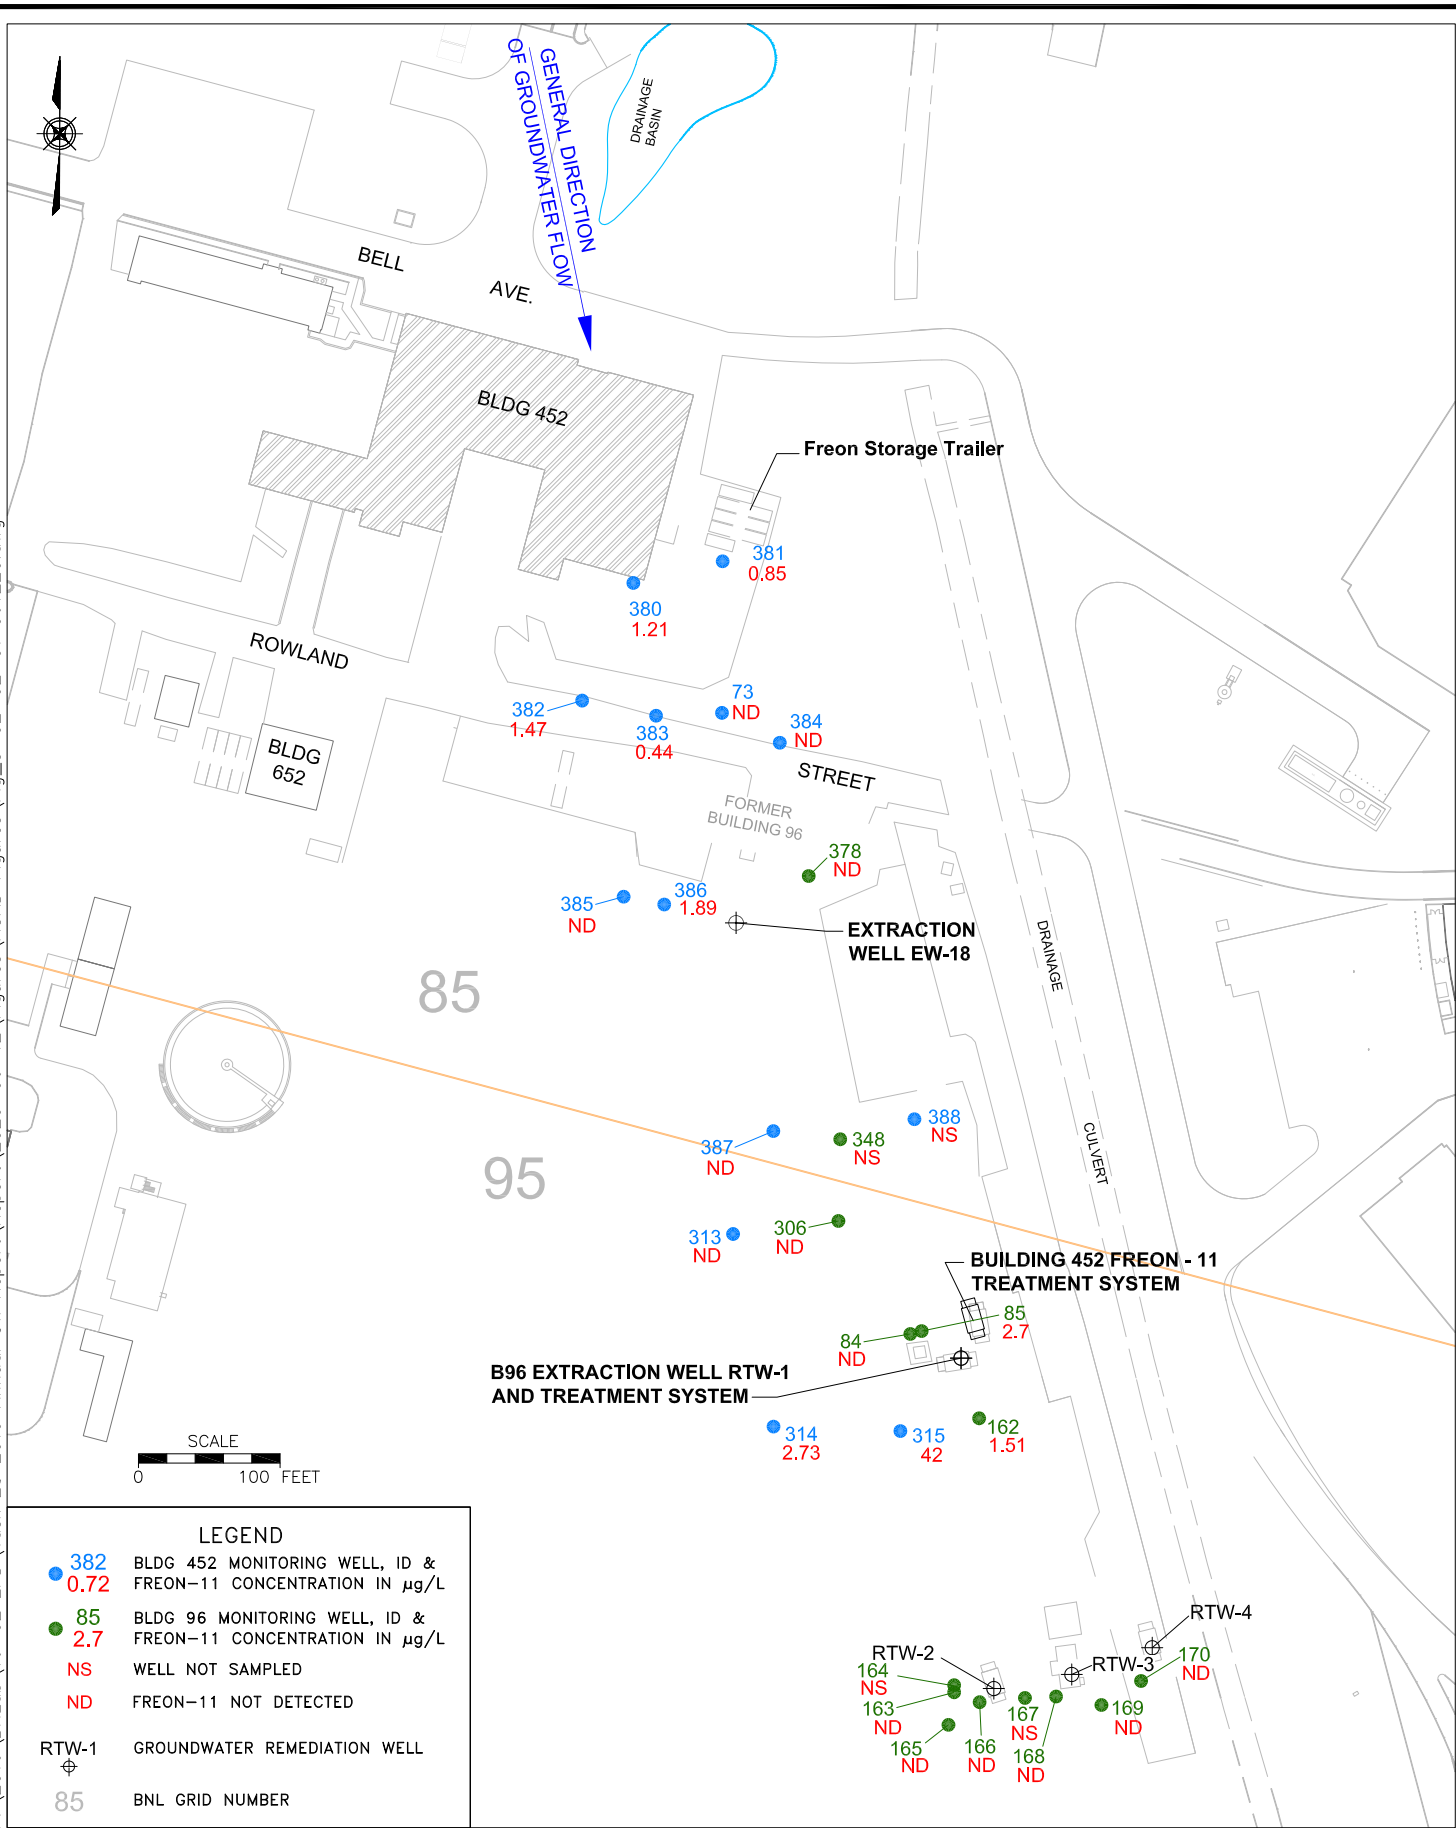 GENERAL DIRECTION
OF GROUNDWATER FLOW
DRAINAGE
BASIN
BELL
AVE.
BLDG 452
Freon Storage Trailer
381
0.85
380
1.21
ROWLAND
382
1.47
383
0.44
73
ND
384
ND
STREET
BLDG
652
FORMER
BUILDING 96
378
ND
385
ND
386
1.89
EXTRACTION
WELL EW-18
DRAINAGE
85
CULVERT
95
387
ND
348
NS
388
NS
313
ND
306
ND
BUILDING 452 FREON - 11
TREATMENT SYSTEM
84
ND
85
2.7
B96 EXTRACTION WELL RTW-1
AND TREATMENT SYSTEM
314
2.73
315
42
162
1.51
SCALE
0 100 FEET
LEGEND
382
0.72
BLDG 452 MONITORING WELL, ID &
FREON-11 CONCENTRATION IN µg/L
85
2.7
BLDG 96 MONITORING WELL, ID &
FREON-11 CONCENTRATION IN µg/L
NS WELL NOT SAMPLED
ND FREON-11 NOT DETECTED
RTW-1 GROUNDWATER REMEDIATION WELL
85 BNL GRID NUMBER
RTW-4
RTW-2
RTW-3
164
NS
163
ND
165
ND
166
ND
167
NS
168
ND
169
ND
170
ND